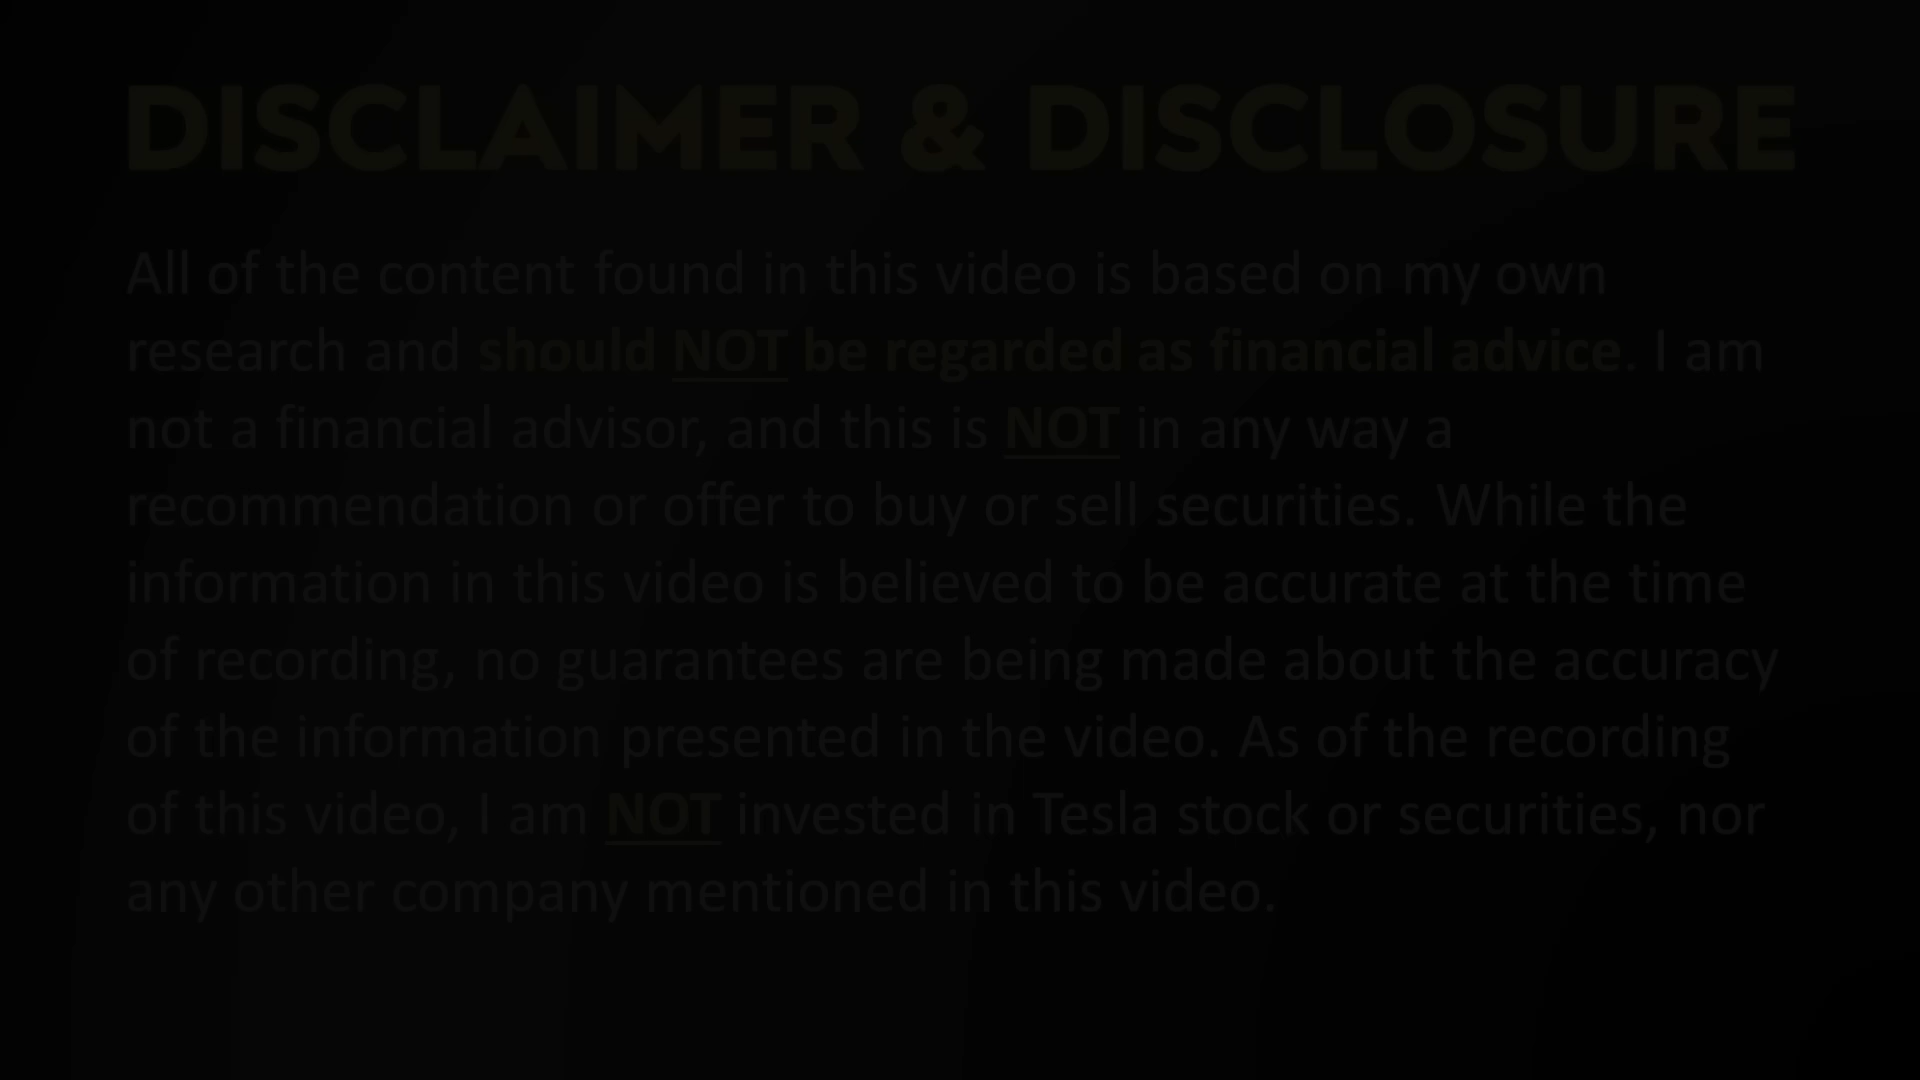 DISCLAIMER & DISCLOSURE
All of the content found in this video is based on my own
research and should NOT be regarded as financial advice. I am
not a financial advisor, and this is NOT in any way a
recommendation or offer to buy or sell securities. While the
information in this video is believed to be accurate at the time
of recording, no guarantees are being made about the accuracy
of the information presented in the video. As of the recording
of this video, I am NOT invested in Tesla stock or securities, nor
any other company mentioned in this video.